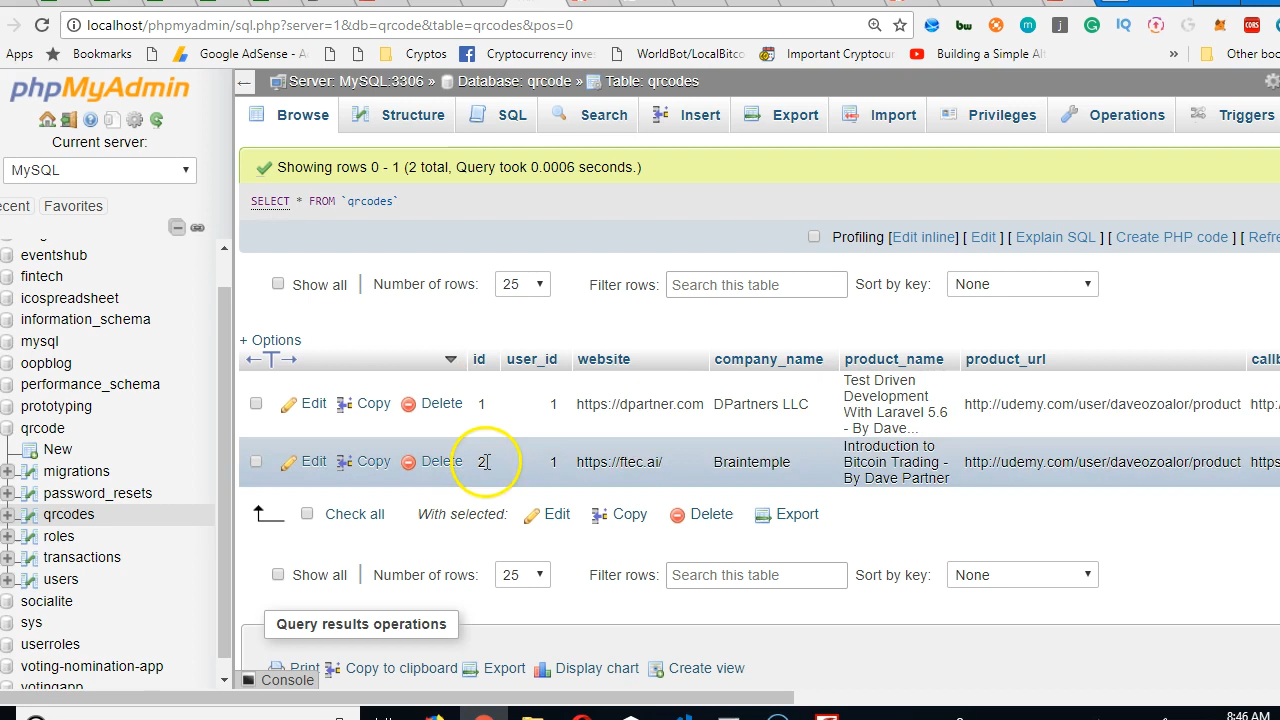 localhost/phpmyadmin/sql.php?server=1&db=qrcode&table=qrcodes&pos=0
Apps Bookmarks Google AdSense - Logi Cryptos Cryptocurrency inve WorldBot/LocalBitco Important Cryptocur Building a Simple Alt » Other boo
phpMyAdmin
Current server:
MySQL
ecent Favorites
eventshub
fintech
icospreadsheet
information_schema
mysql
oopblog
performance_schema
prototyping
qrcode
New
migrations
password_resets
qrcodes
roles
transactions
users
socialite
sys
userroles
voting-nomination-app
votingapp
Server: MySQL:3306 » Database: qrcode » Table: qrcodes
Browse Structure SQL Search Insert Export Import Privileges Operations Triggers
Showing rows 0 - 1 (2 total, Query took 0.0006 seconds.)
SELECT * FROM `qrcodes`
Profiling [Edit inline] [ Edit ] [ Explain SQL ] [ Create PHP code ] [ Refre
Show all Number of rows: 25 Filter rows: Search this table Sort by key: None
+ Options
←T→ id user_id website company_name product_name product_url callb
Edit Copy Delete 1 1 https://dpartner.com DPartners LLC Test Driven
Development
With Laravel 5.6
- By Dave... http://udemy.com/user/daveozoalor/product http:/
Edit Copy Delete 2 1 https://ftec.ai/ Braintemple Introduction to
Bitcoin Trading -
By Dave Partner http://udemy.com/user/daveozoalor/product https
Check all With selected: Edit Copy Delete Export
Show all Number of rows: 25 Filter rows: Search this table Sort by key: None
Query results operations
Print Copy to clipboard Export Display chart Create view
Console
8:46 AM